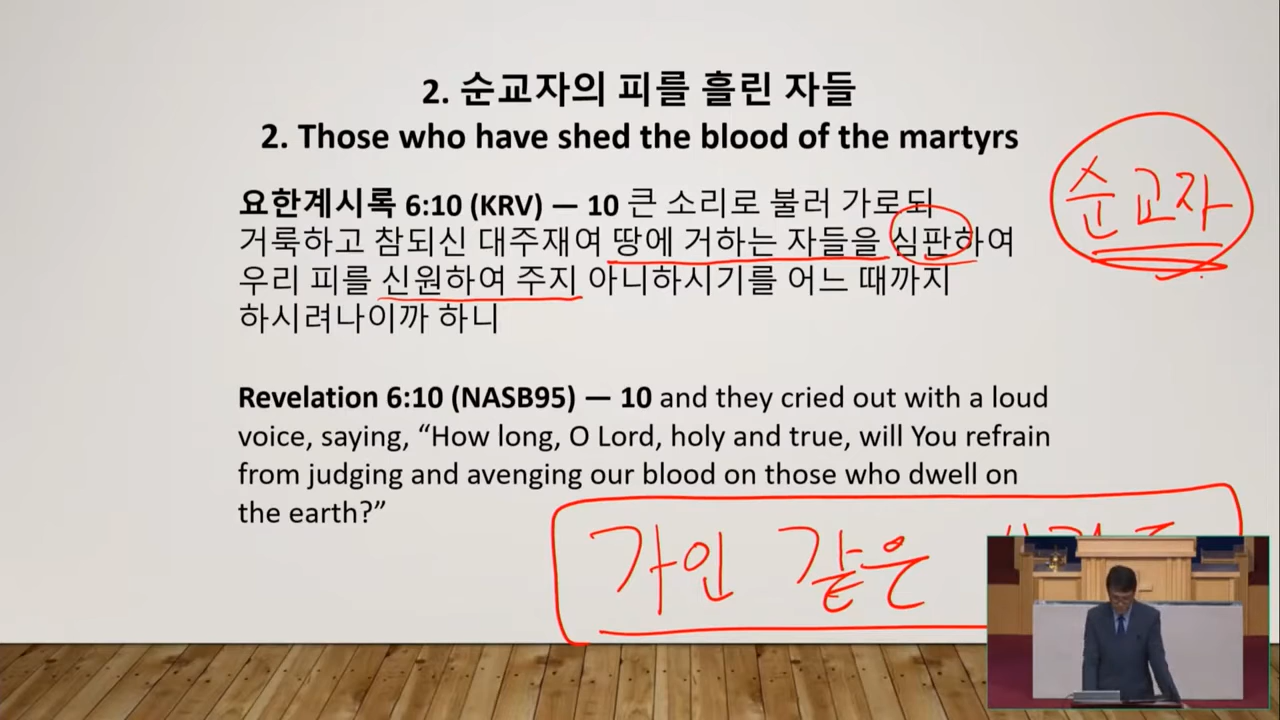 2. 순교자의 피를 흘린 자들
2. Those who have shed the blood of the martyrs
순교자
요한계시록 6:10 (KRV) — 10 큰 소리로 불러 가로되
거룩하고 참되신 대주재여 땅에 거하는 자들을 심판하여
우리 피를 신원하여 주지 아니하시기를 어느 때까지
하시려나이까 하니
Revelation 6:10 (NASB95) — 10 and they cried out with a loud
voice, saying, “How long, O Lord, holy and true, will You refrain
from judging and avenging our blood on those who dwell on
the earth?”
가인 같은